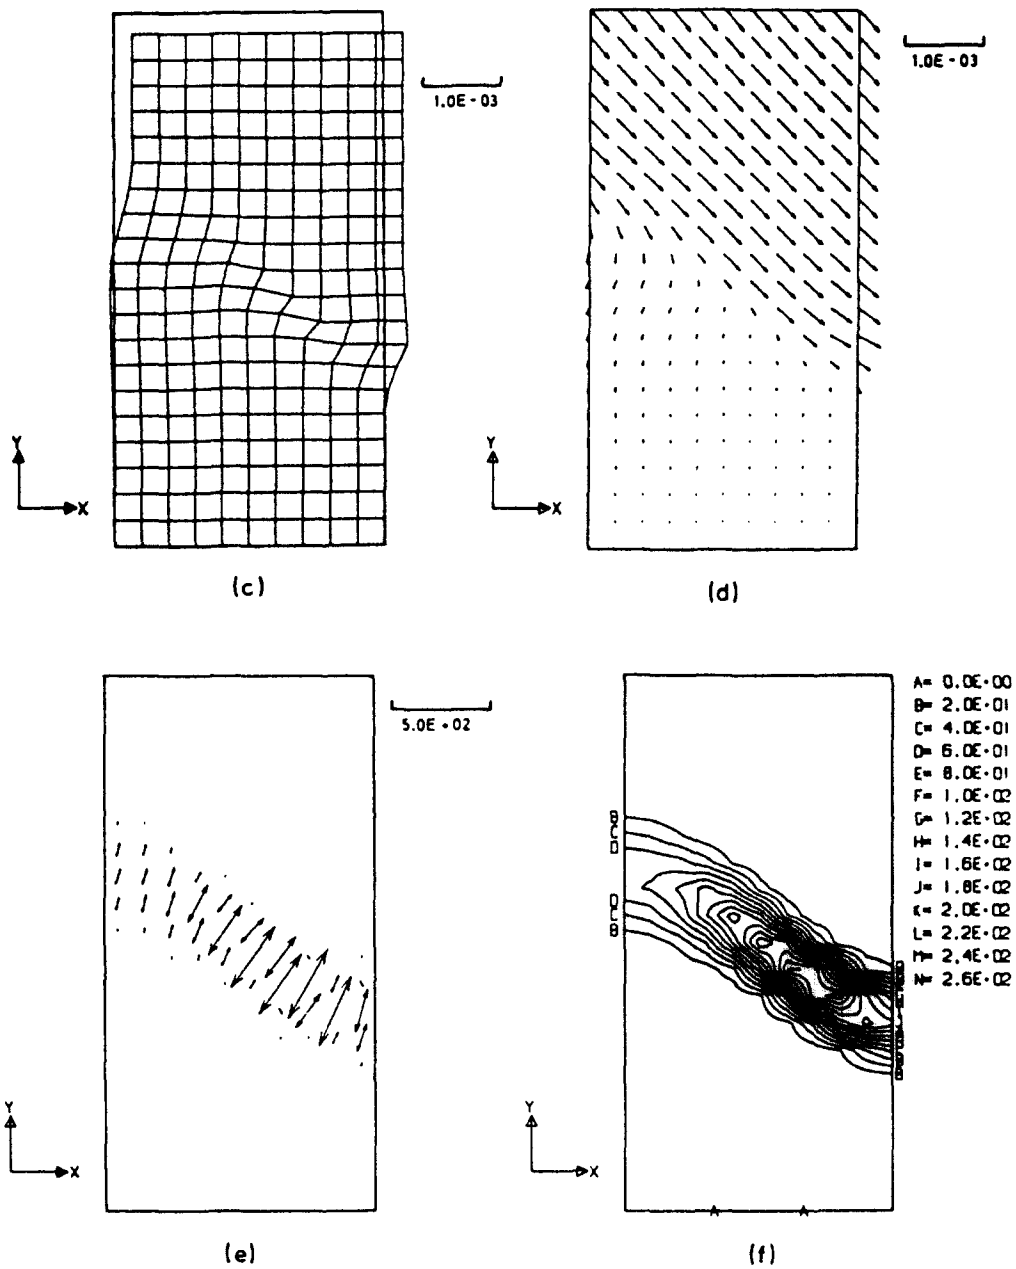 1.0E-03
1.0E-03
Y
X
Y
X
(c)
(d)
5.0E+02
A= 0.0E+00
B= 2.0E+01
C= 4.0E+01
D= 6.0E+01
E= 8.0E+01
F= 1.0E+02
G= 1.2E+02
H= 1.4E+02
I= 1.6E+02
J= 1.8E+02
K= 2.0E+02
L= 2.2E+02
M= 2.4E+02
N= 2.6E+02
B
C
D
D
C
B
Y
X
Y
X
A
A
(e)
(f)